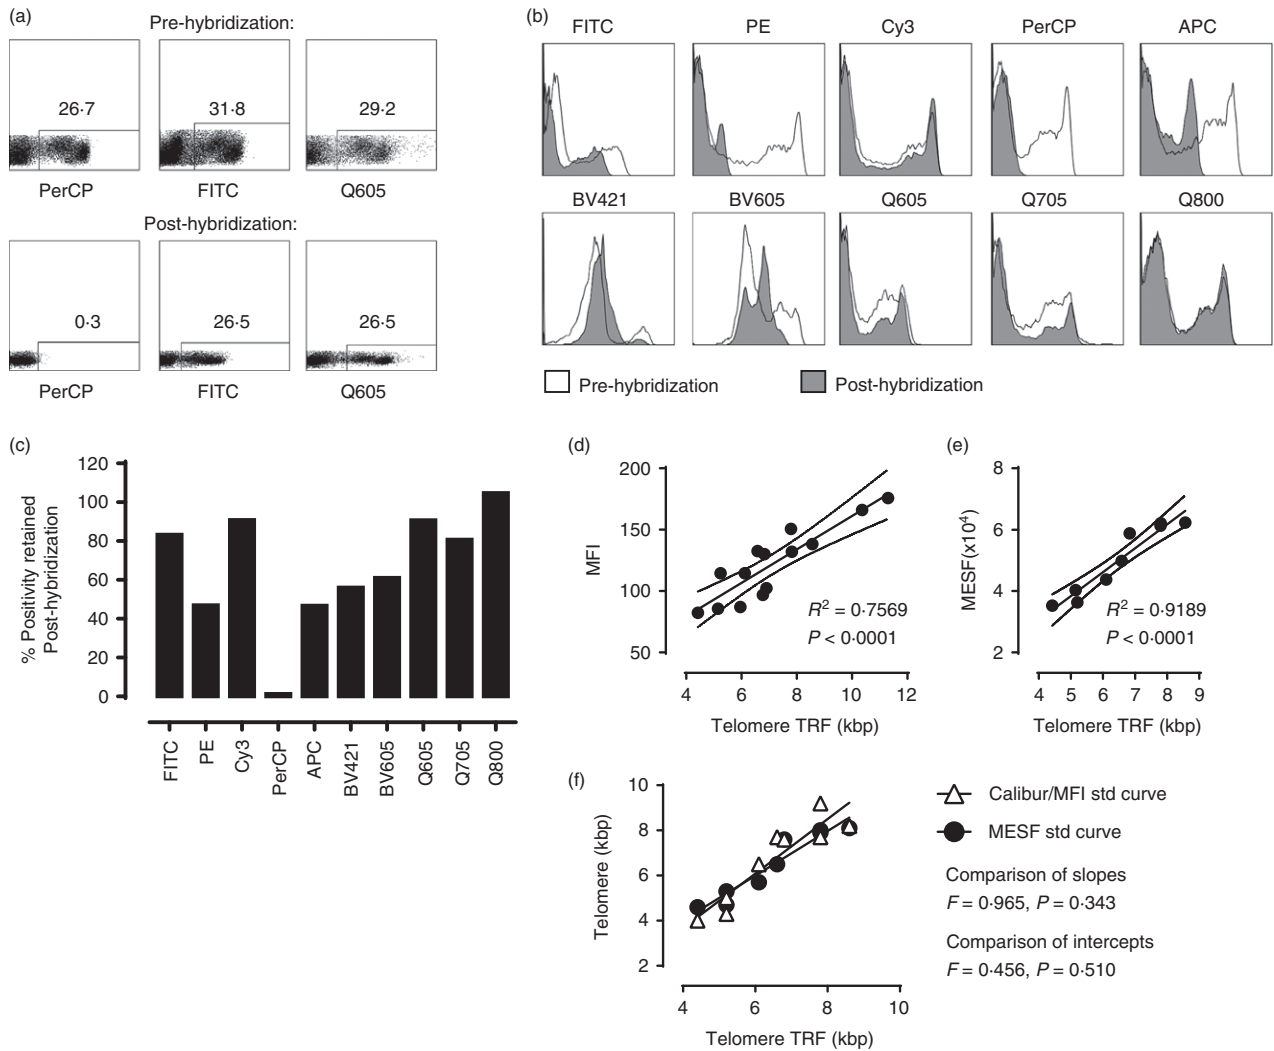 (a)
Pre-hybridization:
26·7
31·8
29·2
PerCP
FITC
Q605
Post-hybridization:
0·3
26·5
26·5
PerCP
FITC
Q605
(b)
FITC
PE
Cy3
PerCP
APC
BV421
BV605
Q605
Q705
Q800
Pre-hybridization
Post-hybridization
(c)
% Positivity retained
Post-hybridization
120
100
80
60
40
20
0
FITC
PE
Cy3
PerCP
APC
BV421
BV605
Q605
Q705
Q800
(d)
MFI
200
150
100
50
R² = 0·7569
P < 0·0001
4 6 8 10 12
Telomere TRF (kbp)
(e)
MESF(x10⁴)
8
6
4
2
R² = 0·9189
P < 0·0001
4 5 6 7 8 9
Telomere TRF (kbp)
(f)
Telomere (kbp)
10
8
6
4
2
4 6 8 10
Telomere TRF (kbp)
Calibur/MFI std curve
MESF std curve
Comparison of slopes
F = 0·965, P = 0·343
Comparison of intercepts
F = 0·456, P = 0·510